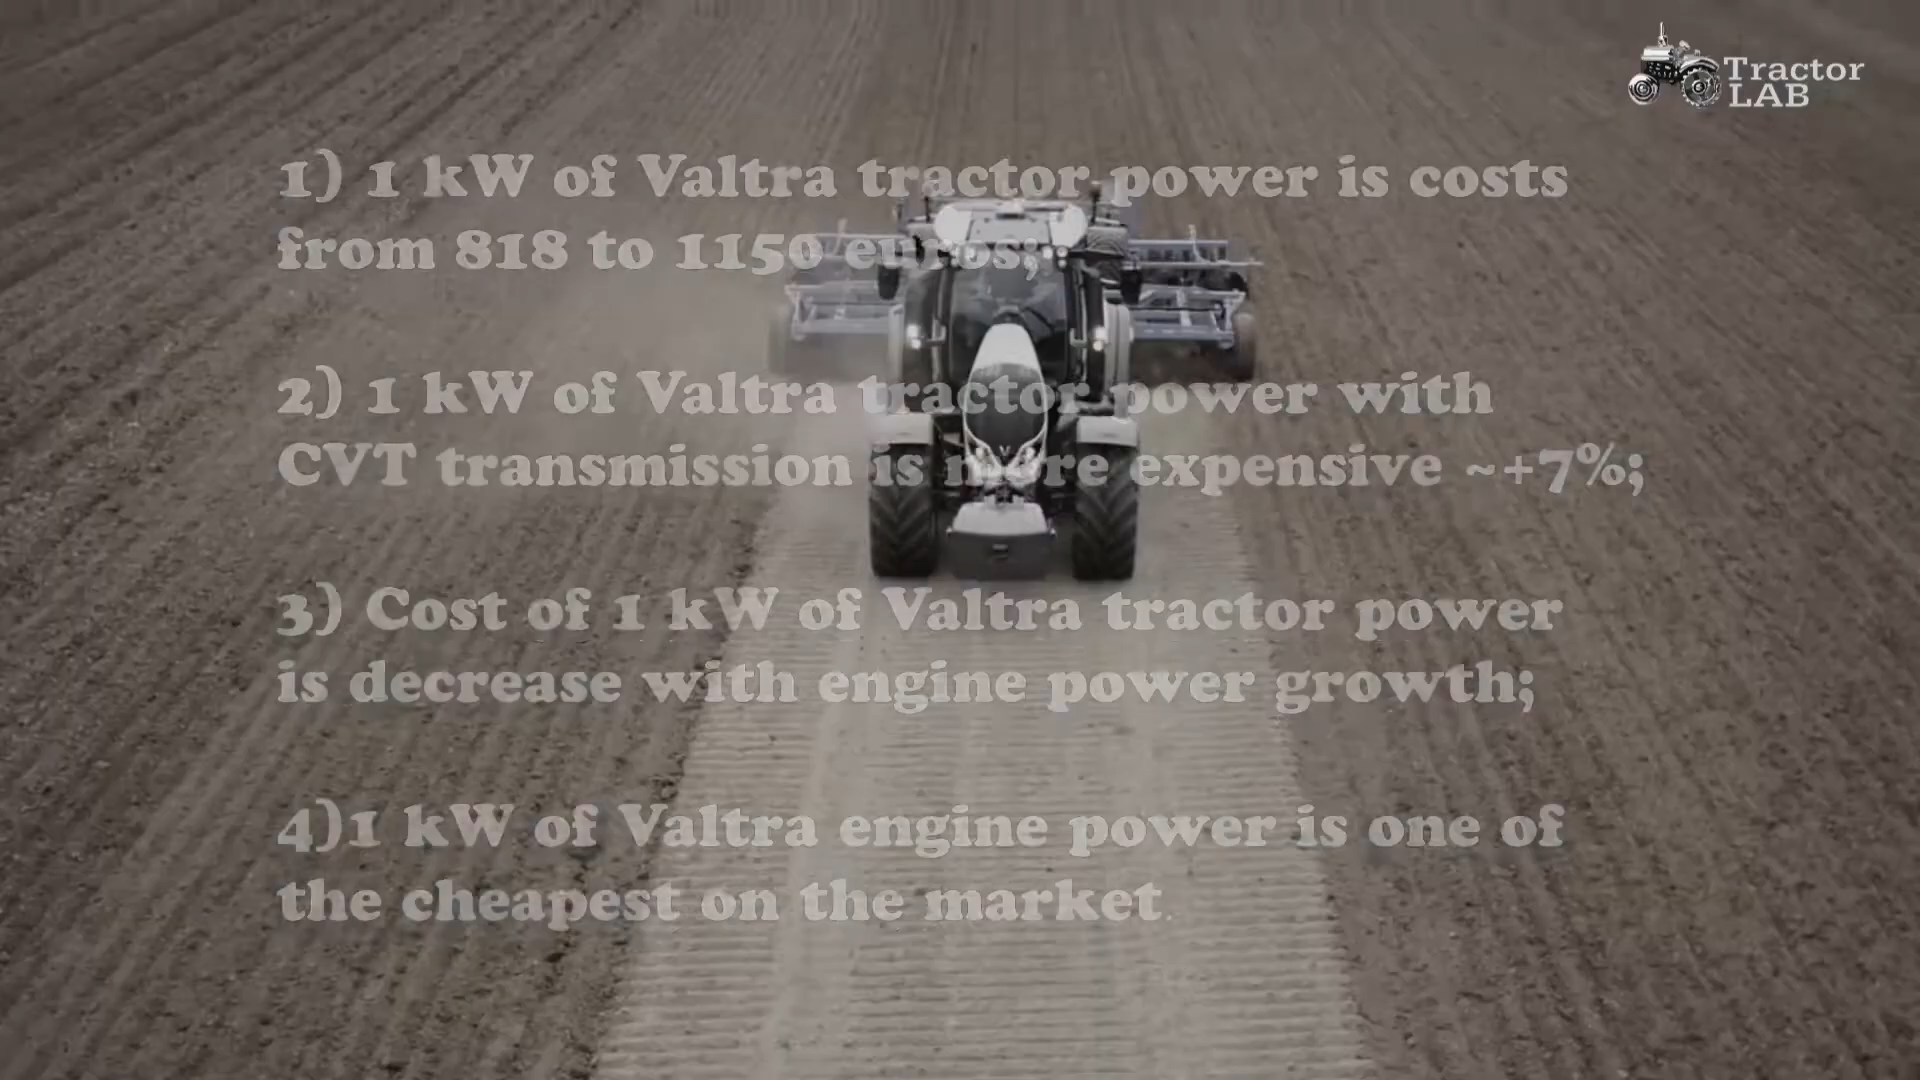 Tractor
LAB
1) 1 kW of Valtra tractor power is costs
from 818 to 1150 euros;
2) 1 kW of Valtra tractor power with
CVT transmission is more expensive ~+7%;
3) Cost of 1 kW of Valtra tractor power
is decrease with engine power growth;
4)1 kW of Valtra engine power is one of
the cheapest on the market.